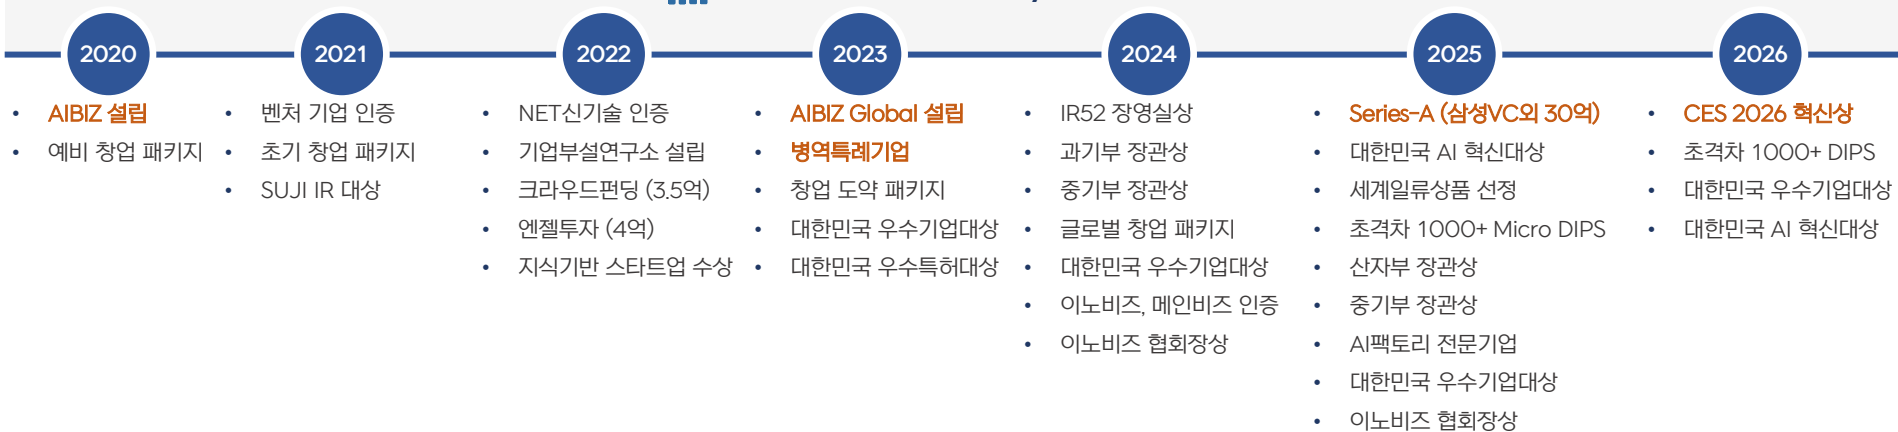 2020
• AIBIZ 설립
• 예비 창업 패키지
2021
• 벤처 기업 인증
• 초기 창업 패키지
• SUJI IR 대상
2022
• NET신기술 인증
• 기업부설연구소 설립
• 크라우드펀딩 (3.5억)
• 엔젤투자 (4억)
• 지식기반 스타트업 수상
2023
• AIBIZ Global 설립
• 병역특례기업
• 창업 도약 패키지
• 대한민국 우수기업대상
• 대한민국 우수특허대상
2024
• IR52 장영실상
• 과기부 장관상
• 중기부 장관상
• 글로벌 창업 패키지
• 대한민국 우수기업대상
• 이노비즈, 메인비즈 인증
• 이노비즈 협회장상
2025
• Series-A (삼성VC외 30억)
• 대한민국 AI 혁신대상
• 세계일류상품 선정
• 초격차 1000+ Micro DIPS
• 산자부 장관상
• 중기부 장관상
• AI팩토리 전문기업
• 대한민국 우수기업대상
• 이노비즈 협회장상
2026
• CES 2026 혁신상
• 초격차 1000+ DIPS
• 대한민국 우수기업대상
• 대한민국 AI 혁신대상